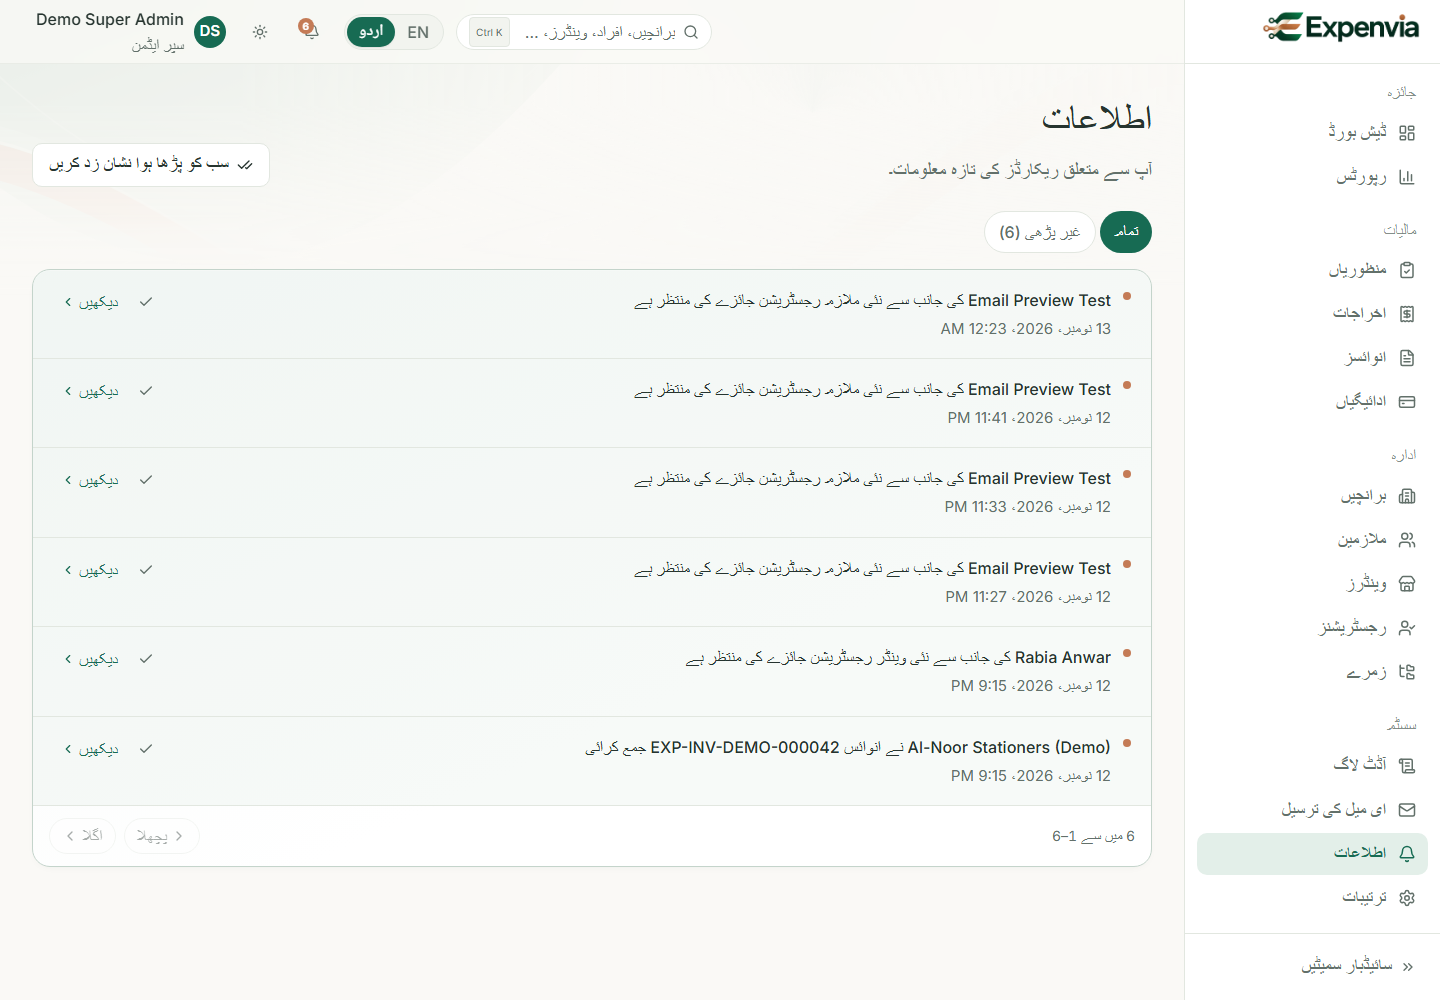 Expenvia
برانچیں، افراد، وینڈرز، ...
Ctrl K
EN
اردو
6
DS
Demo Super Admin
سپر ایڈمن
جائزہ
ڈیش بورڈ
رپورٹس
مالیات
منظوریاں
اخراجات
انوائسز
ادائیگیاں
ادارہ
برانچیں
ملازمین
وینڈرز
رجسٹریشنز
زمرے
سسٹم
آڈٹ لاگ
ای میل کی ترسیل
اطلاعات
ترتیبات
سائیڈبار سمیٹیں
اطلاعات
آپ سے متعلق ریکارڈز کی تازہ معلومات۔
سب کو پڑھا ہوا نشان زد کریں
تمام
غیر پڑھی (6)
Email Preview Test کی جانب سے نئی ملازم رجسٹریشن جائزے کی منتظر ہے
13 نومبر، 2026، 12:23 AM
دیکھیں
Email Preview Test کی جانب سے نئی ملازم رجسٹریشن جائزے کی منتظر ہے
12 نومبر، 2026، 11:41 PM
دیکھیں
Email Preview Test کی جانب سے نئی ملازم رجسٹریشن جائزے کی منتظر ہے
12 نومبر، 2026، 11:33 PM
دیکھیں
Email Preview Test کی جانب سے نئی ملازم رجسٹریشن جائزے کی منتظر ہے
12 نومبر، 2026، 11:27 PM
دیکھیں
Rabia Anwar کی جانب سے نئی وینڈر رجسٹریشن جائزے کی منتظر ہے
12 نومبر، 2026، 9:15 PM
دیکھیں
Al-Noor Stationers (Demo) نے انوائس EXP-INV-DEMO-000042 جمع کرائی
12 نومبر، 2026، 9:15 PM
دیکھیں
6 میں سے 1–6
پچھلا
اگلا